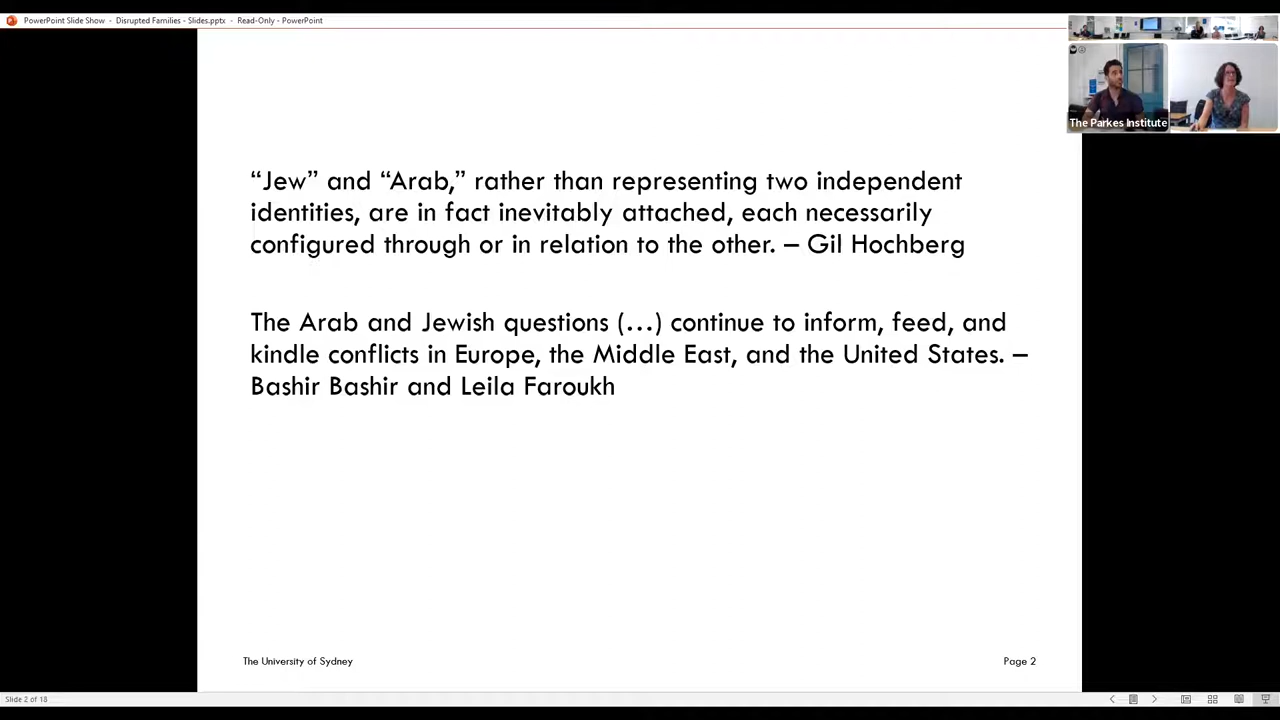 PowerPoint Slide Show - Disrupted Families - Slides.pptx - Read-Only - PowerPoint
The Parkes Institute
“Jew” and “Arab,” rather than representing two independent
identities, are in fact inevitably attached, each necessarily
configured through or in relation to the other. – Gil Hochberg
The Arab and Jewish questions (…) continue to inform, feed, and
kindle conflicts in Europe, the Middle East, and the United States. –
Bashir Bashir and Leila Faroukh
The University of Sydney
Page 2
Slide 2 of 18